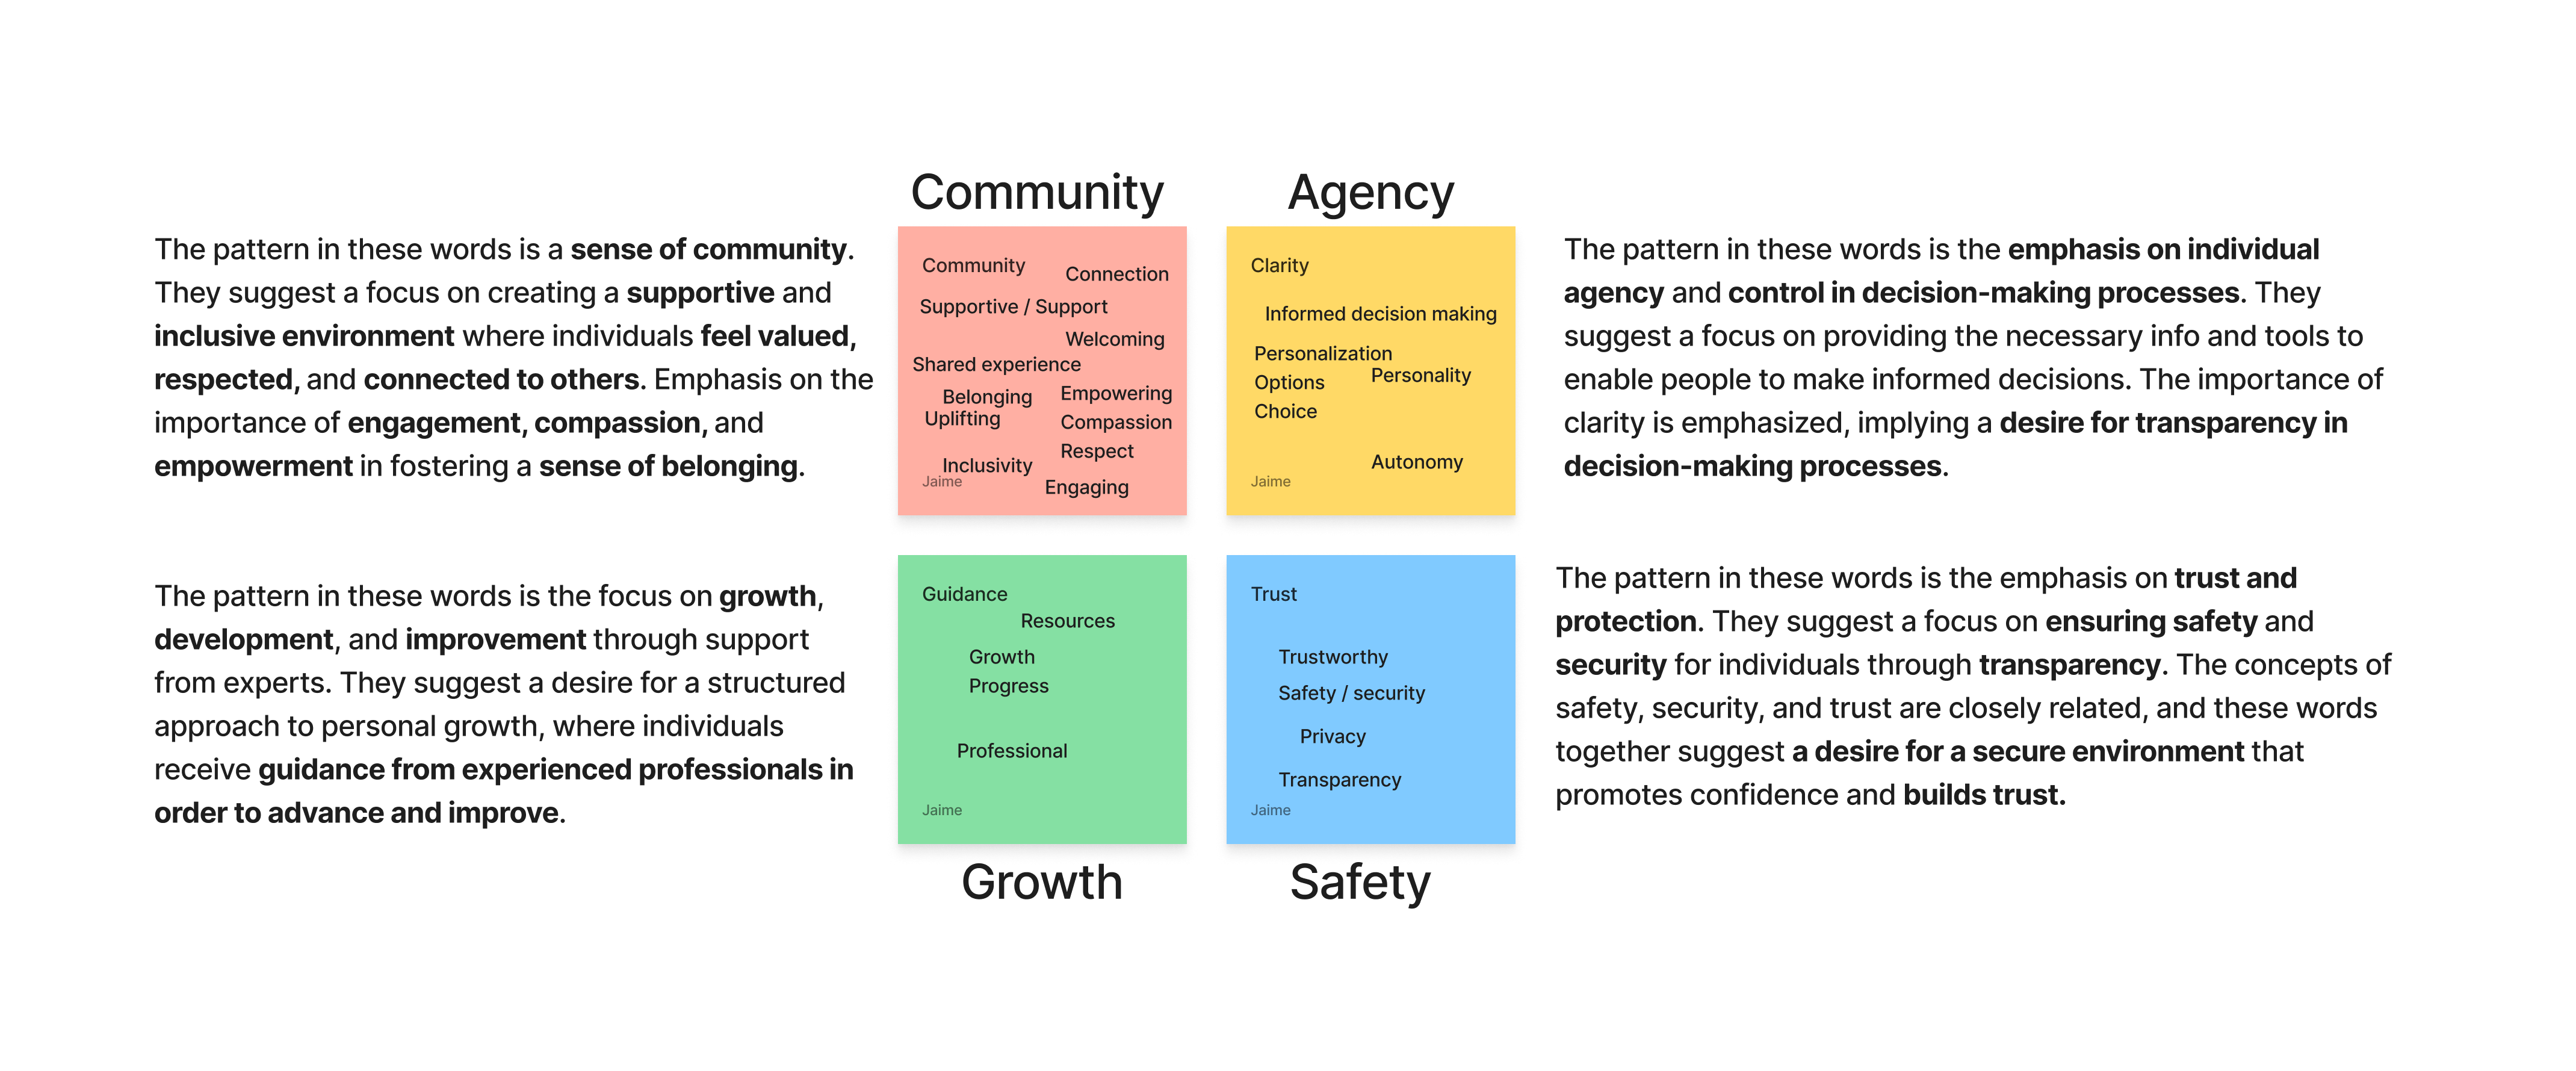 Community
Agency
The pattern in these words is a sense of community.
They suggest a focus on creating a supportive and
inclusive environment where individuals feel valued,
respected, and connected to others. Emphasis on the
importance of engagement, compassion, and
empowerment in fostering a sense of belonging.
Community
Connection
Supportive / Support
Welcoming
Shared experience
Belonging
Empowering
Uplifting
Compassion
Respect
Inclusivity
Jaime
Engaging
Clarity
Informed decision making
Personalization
Personality
Options
Choice
Autonomy
Jaime
The pattern in these words is the emphasis on individual
agency and control in decision-making processes. They
suggest a focus on providing the necessary info and tools to
enable people to make informed decisions. The importance of
clarity is emphasized, implying a desire for transparency in
decision-making processes.
The pattern in these words is the focus on growth,
development, and improvement through support
from experts. They suggest a desire for a structured
approach to personal growth, where individuals
receive guidance from experienced professionals in
order to advance and improve.
Guidance
Resources
Growth
Progress
Professional
Jaime
Trust
Trustworthy
Safety / security
Privacy
Transparency
Jaime
The pattern in these words is the emphasis on trust and
protection. They suggest a focus on ensuring safety and
security for individuals through transparency. The concepts of
safety, security, and trust are closely related, and these words
together suggest a desire for a secure environment that
promotes confidence and builds trust.
Growth
Safety